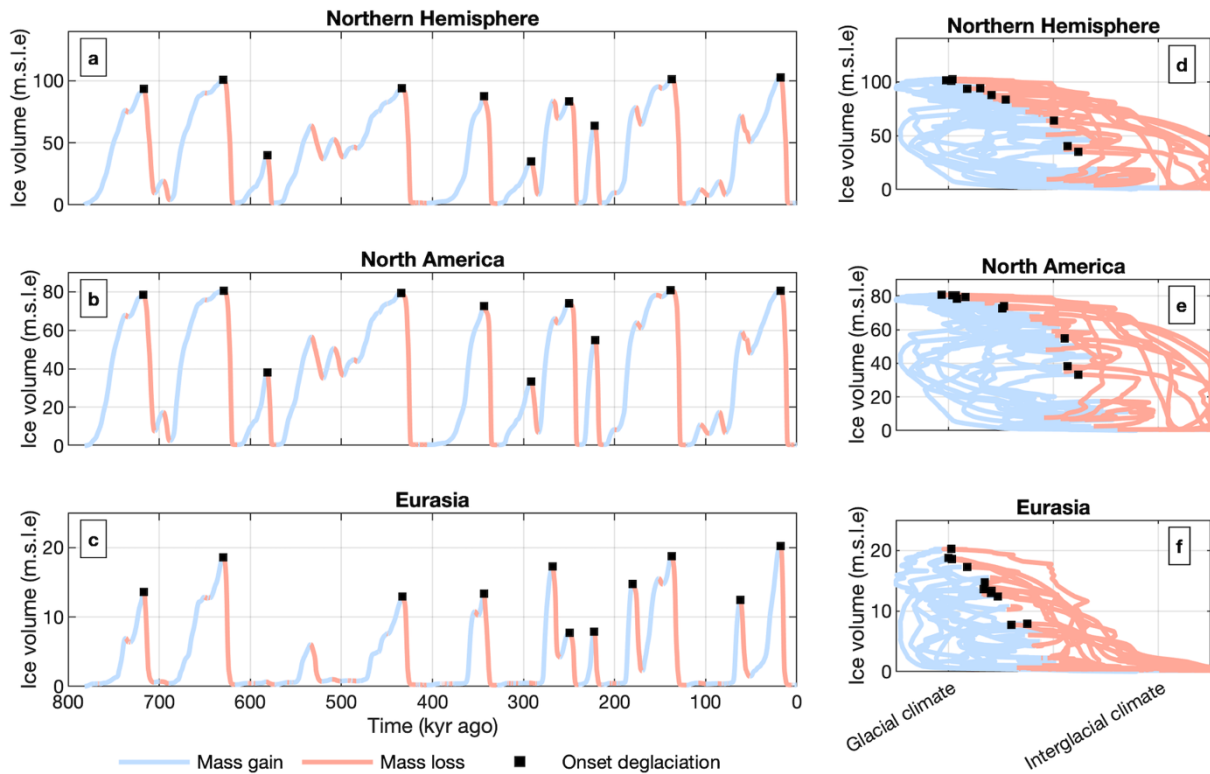 Northern Hemisphere
Ice volume (m.s.l.e)
a
100
50
0
North America
Ice volume (m.s.l.e)
b
80
60
40
20
0
Eurasia
Ice volume (m.s.l.e)
c
20
10
0
800 700 600 500 400 300 200 100 0
Time (kyr ago)
Northern Hemisphere
Ice volume (m.s.l.e)
d
100
50
0
North America
Ice volume (m.s.l.e)
e
80
60
40
20
0
Eurasia
Ice volume (m.s.l.e)
f
20
10
0
Glacial climate
Interglacial climate
Mass gain Mass loss Onset deglaciation